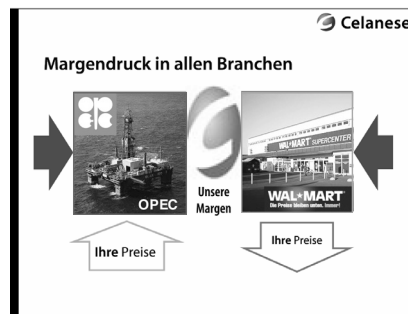 Celanese
Margendruck in allen Branchen
OPEC
Unsere
Margen
WAL★MART SUPERCENTER
WAL★MART
Die Preise bleiben unten. Immer!
Ihre Preise
Ihre Preise